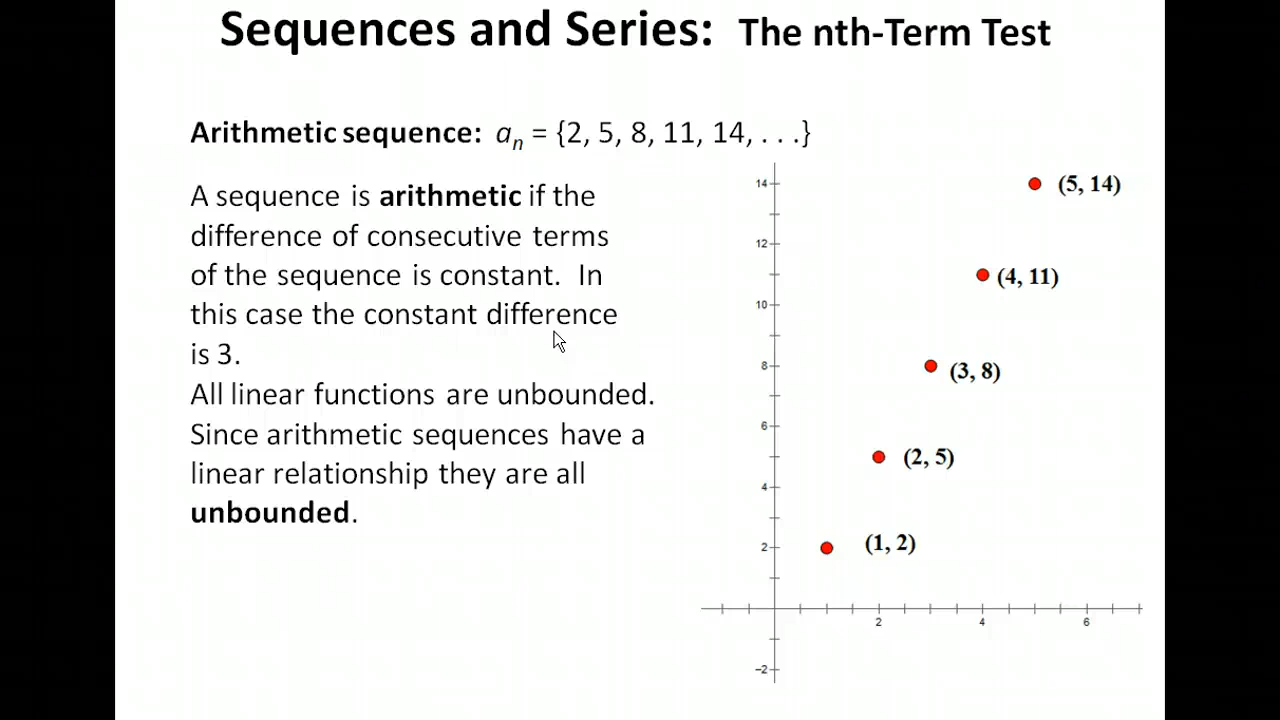 Sequences and Series: The nth-Term Test
Arithmetic sequence: aₙ = {2, 5, 8, 11, 14, . . .}
A sequence is arithmetic if the
difference of consecutive terms
of the sequence is constant. In
this case the constant difference
is 3.
All linear functions are unbounded.
Since arithmetic sequences have a
linear relationship they are all
unbounded.
14
(5, 14)
12
(4, 11)
10
8
(3, 8)
6
(2, 5)
4
2
(1, 2)
2 4 6
−2